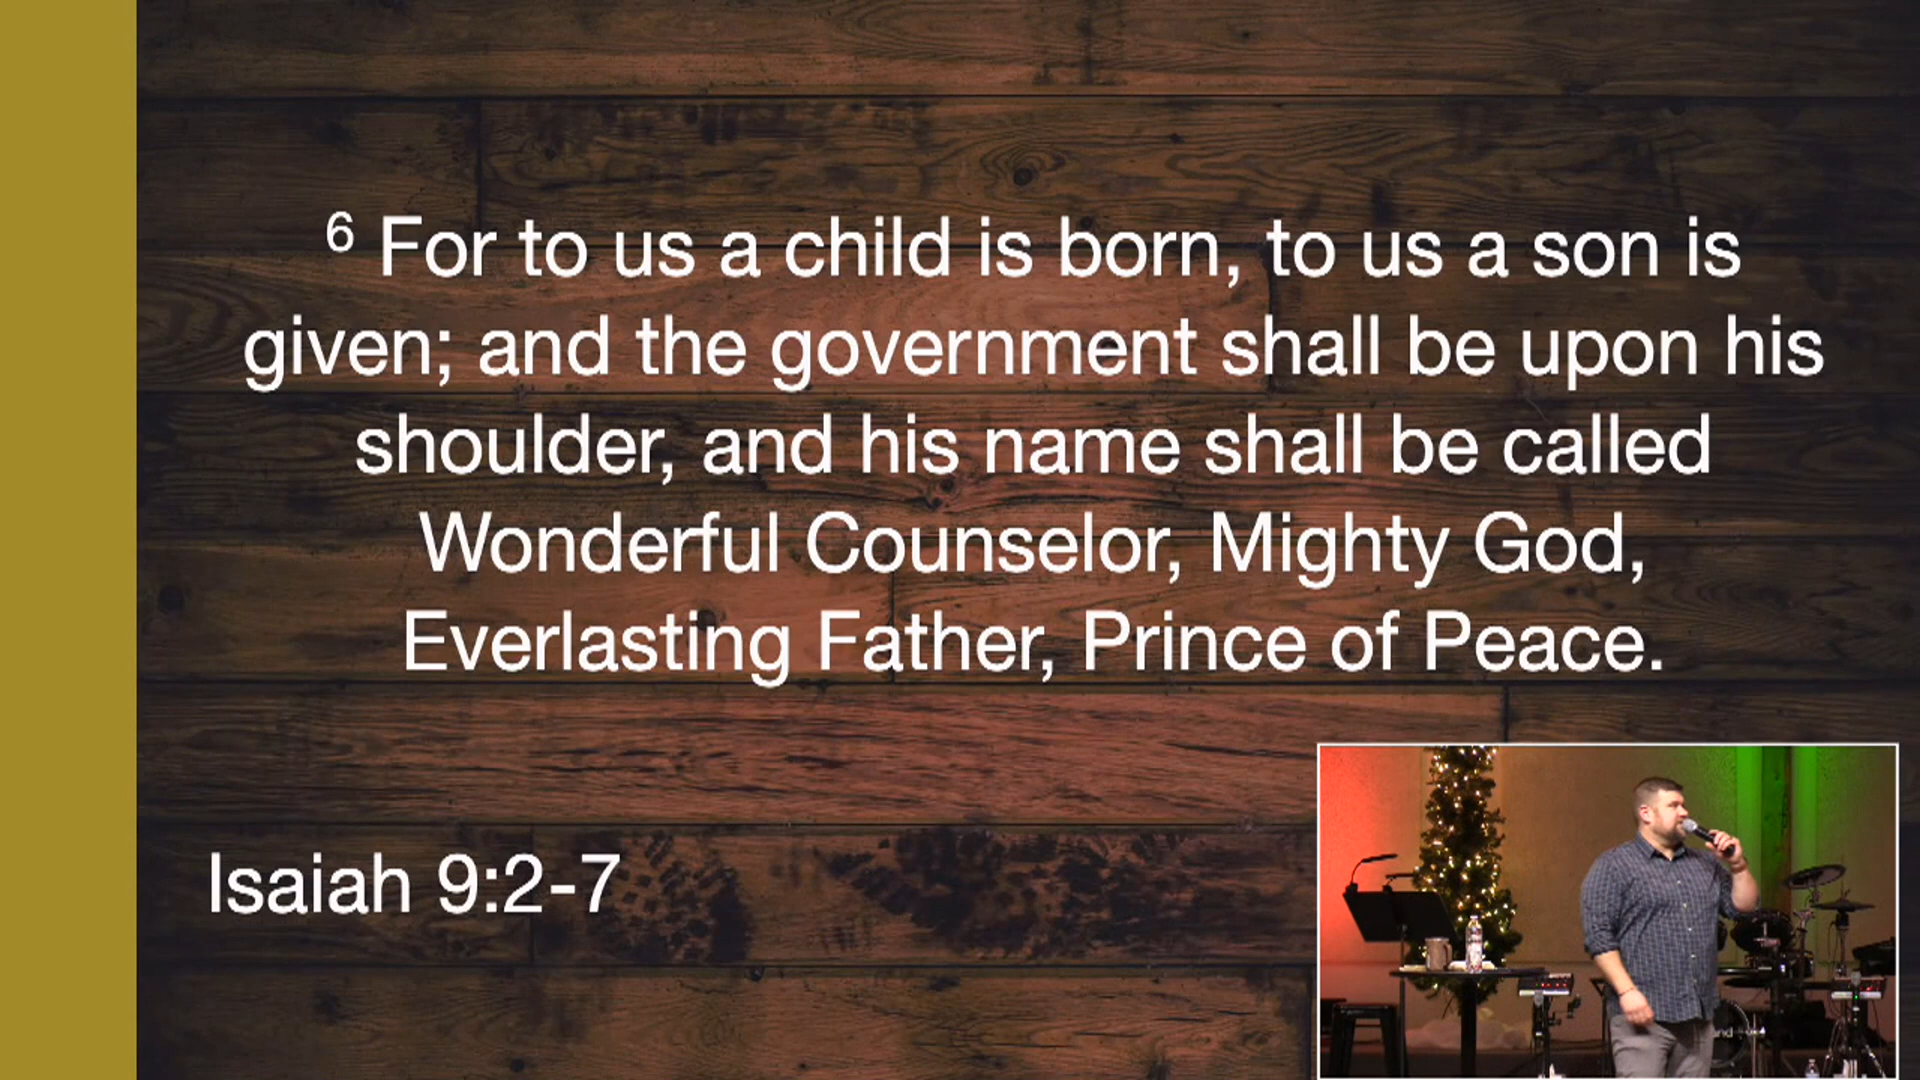 6 For to us a child is born, to us a son is
given; and the government shall be upon his
shoulder, and his name shall be called
Wonderful Counselor, Mighty God,
Everlasting Father, Prince of Peace.
Isaiah 9:2-7